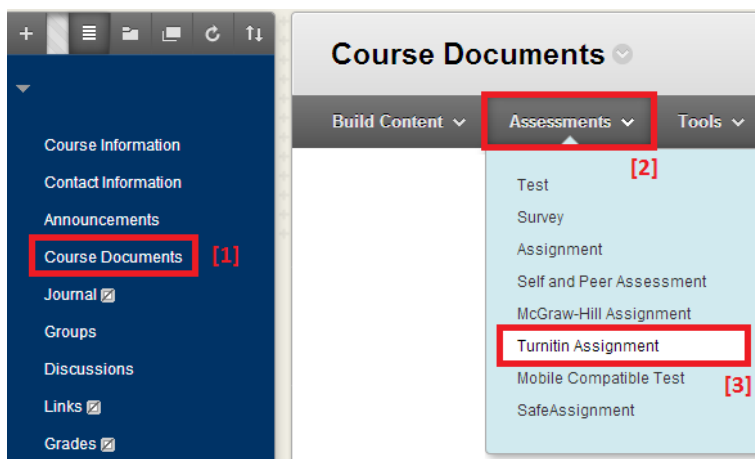 Course Information
Contact Information
Announcements
Course Documents [1]
Journal
Groups
Discussions
Links
Grades
Course Documents
Build Content Assessments Tools
[2]
Test
Survey
Assignment
Self and Peer Assessment
McGraw-Hill Assignment
Turnitin Assignment
Mobile Compatible Test [3]
SafeAssignment